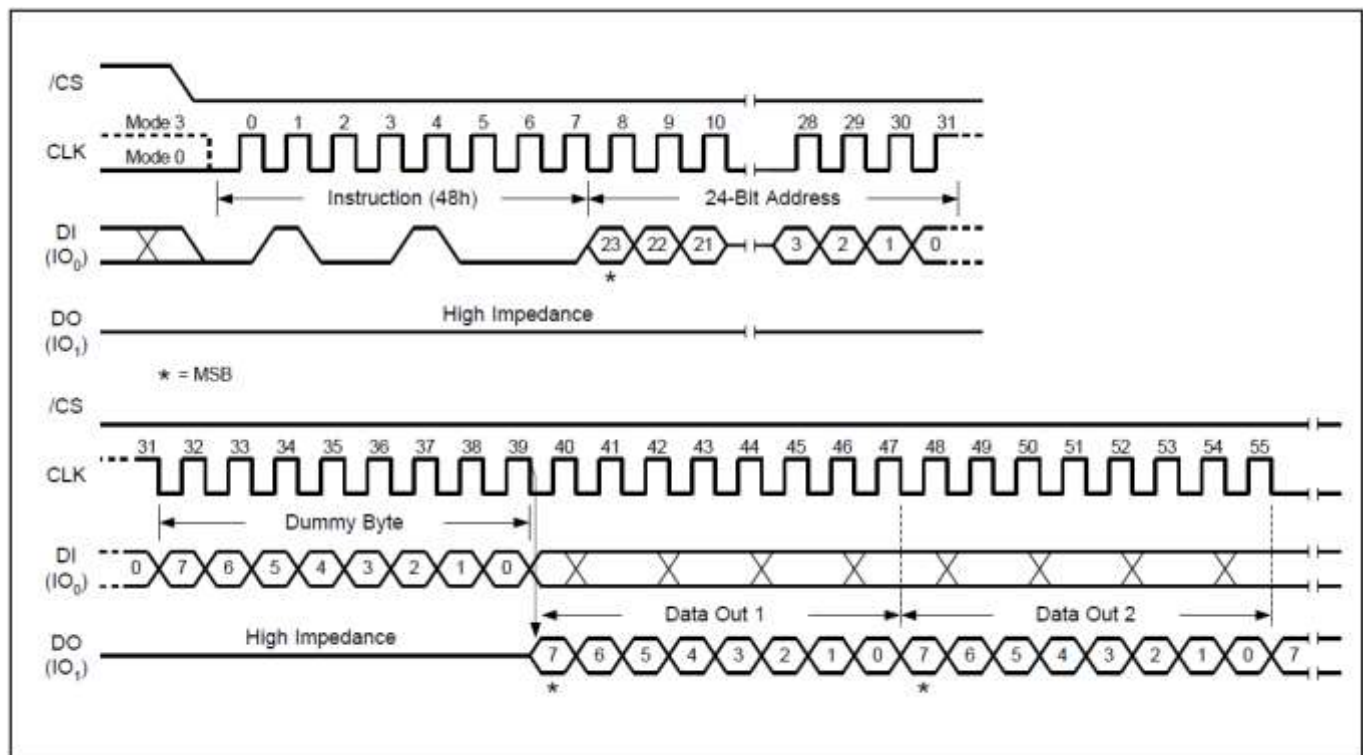 /CS
Mode 3 0 1 2 3 4 5 6 7 8 9 10 28 29 30 31
CLK Mode 0
Instruction (48h) 24-Bit Address
DI
(IO₀) 23 22 21 3 2 1 0
*
DO High Impedance
(IO₁)
* = MSB
/CS
31 32 33 34 35 36 37 38 39 40 41 42 43 44 45 46 47 48 49 50 51 52 53 54 55
CLK
Dummy Byte
DI
(IO₀) 0 7 6 5 4 3 2 1 0
Data Out 1 Data Out 2
DO High Impedance
(IO₁) 7 6 5 4 3 2 1 0 7 6 5 4 3 2 1 0 7
* *